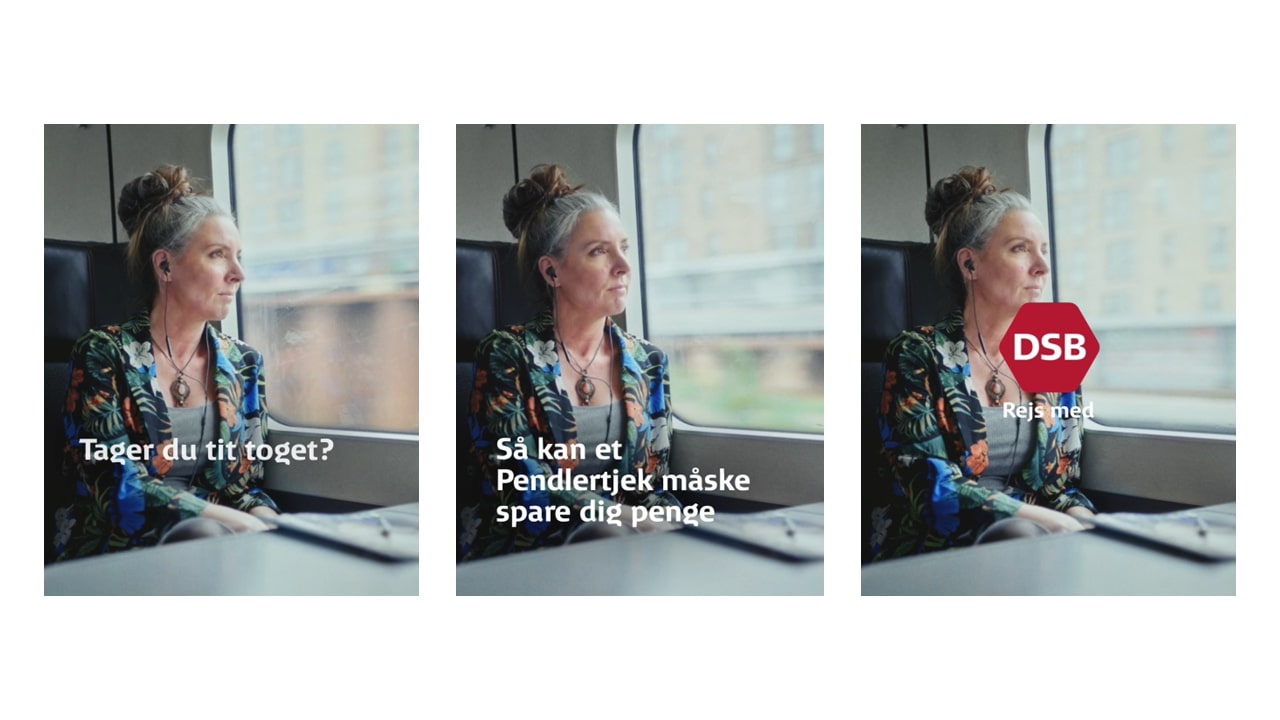 Tager du tit toget?
Så kan et
Pendlertjek måske
spare dig penge
DSB
Rejs med